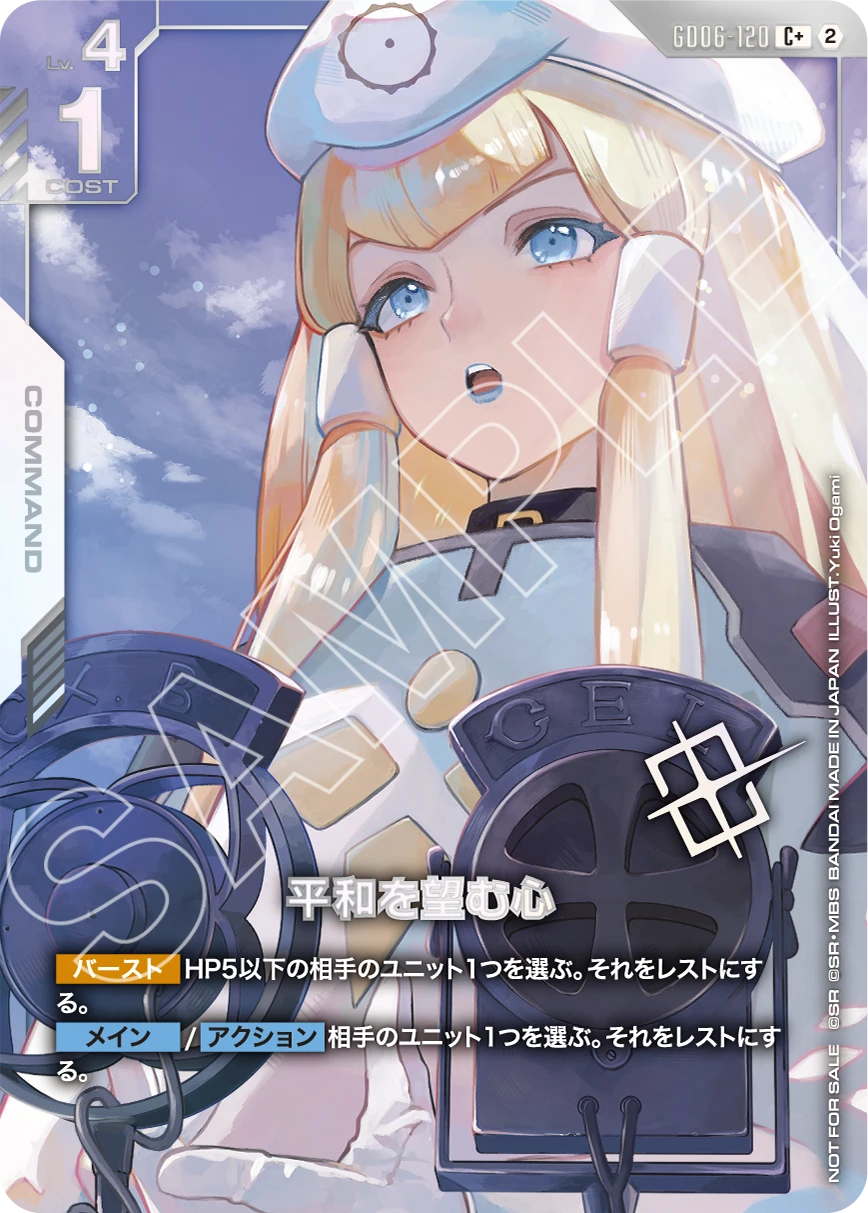 GD06-120 C+ 2
Lv. 4
1
COST
COMMAND
SAMPLE
GEI
平和を望む心
バースト HP5以下の相手のユニット1つを選ぶ。それをレストにす
る。
メイン / アクション 相手のユニット1つを選ぶ。それをレストにす
る。
NOT FOR SALE ©SR ©SR・MBS BANDAI MADE IN JAPAN ILLUST.Yuki Ogami